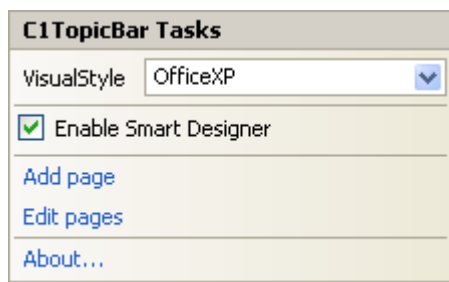 C1TopicBar Tasks
VisualStyle OfficeXP
Enable Smart Designer
Add page
Edit pages
About...